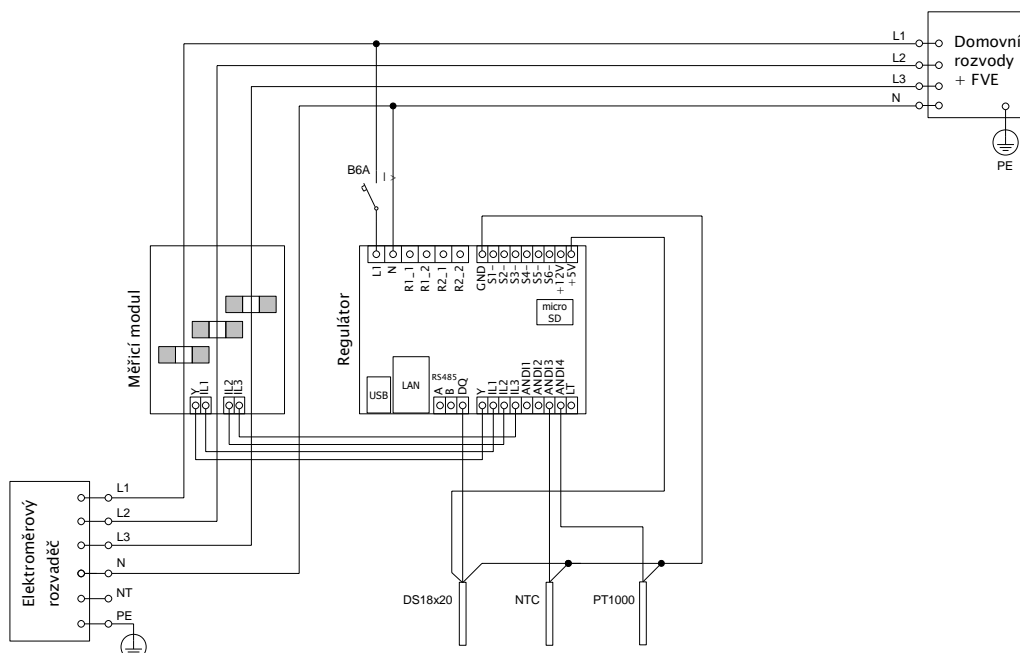 L1
L2
L3
N
Domovní
rozvody
+ FVE
PE
B6A
I >
Měřicí modul
Y
IL1
IL2
IL3
Regulátor
L1
N
R1_1
R1_2
R2_1
R2_2
GND
S1-
S2-
S3-
S4-
S5-
S6-
+12V
+5V
micro
SD
USB
LAN
RS485
A
B
DQ
Y
IL1
IL2
IL3
ANDI1
ANDI2
ANDI3
ANDI4
LT
Elektroměrový
rozvaděč
L1
L2
L3
N
NT
PE
DS18x20
NTC
PT1000